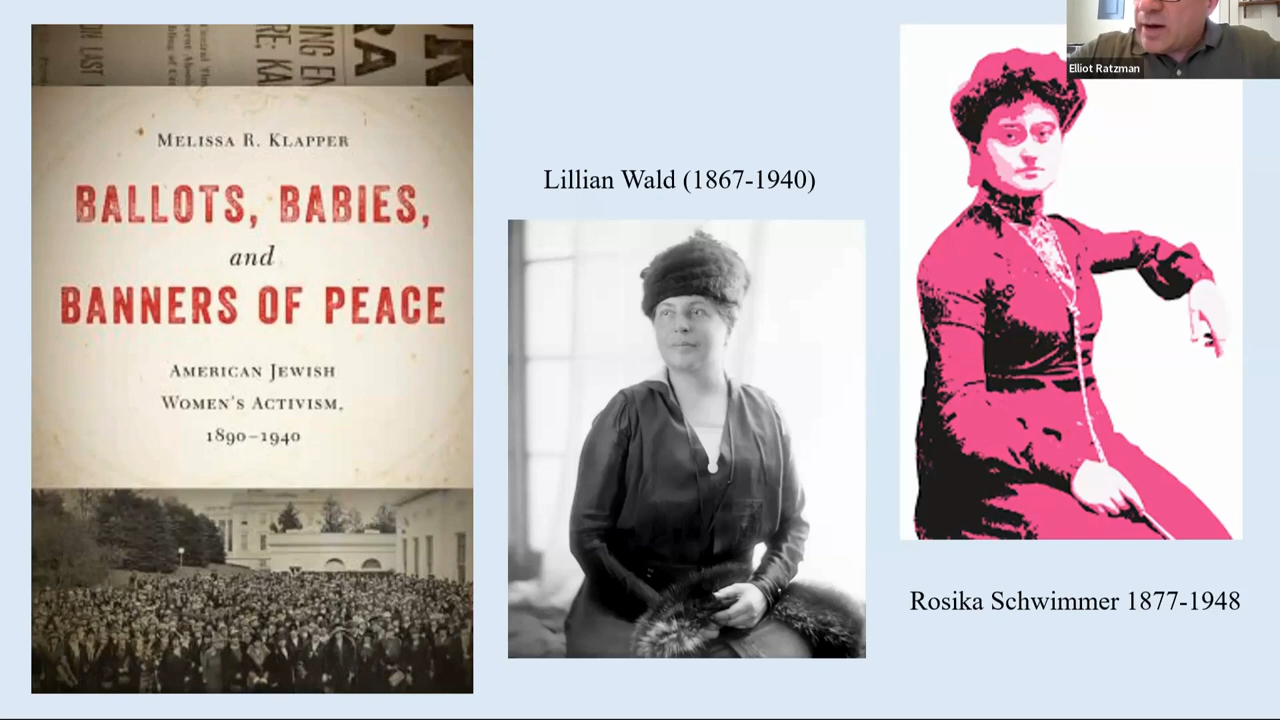 MELISSA R. KLAPPER
BALLOTS, BABIES,
and
BANNERS OF PEACE
AMERICAN JEWISH
WOMEN'S ACTIVISM,
1890–1940
Lillian Wald (1867-1940)
Elliot Ratzman
Rosika Schwimmer 1877-1948